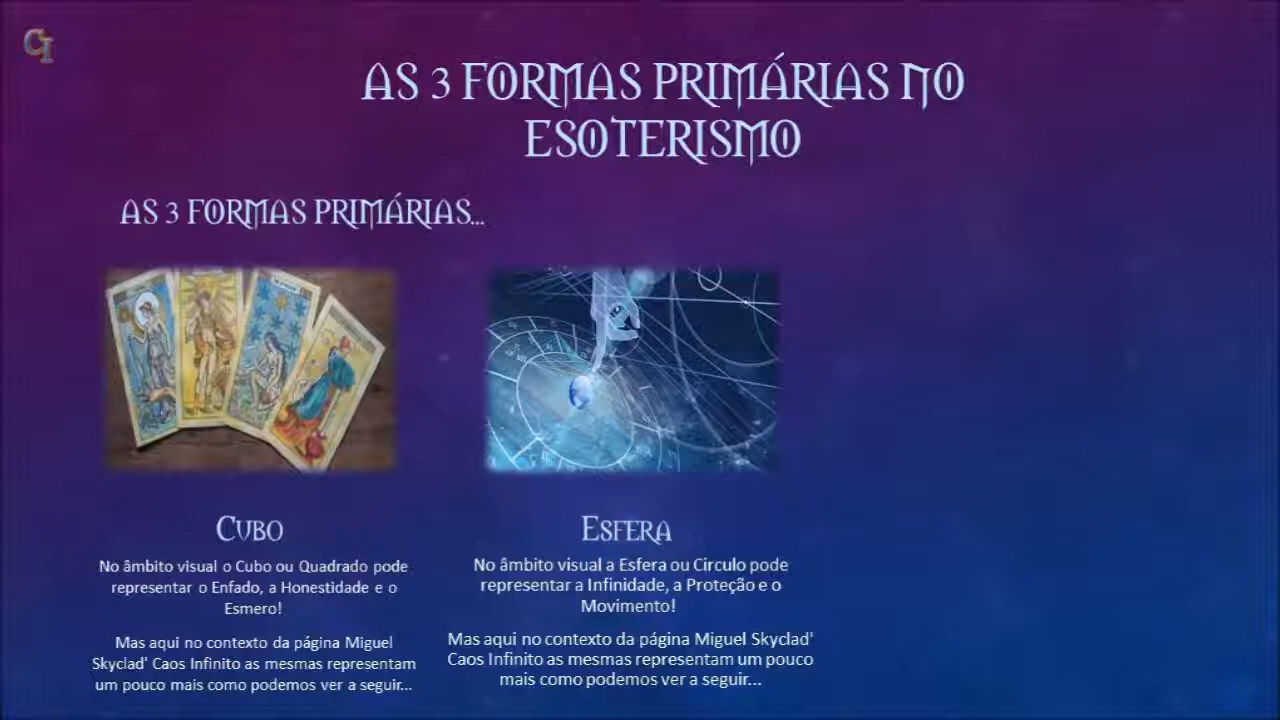 CI
AS 3 FORMAS PRIMÁRIAS NO
ESOTERISMO
AS 3 FORMAS PRIMÁRIAS...
CUBO
No âmbito visual o Cubo ou Quadrado pode
representar o Enfado, a Honestidade e o
Esmero!
Mas aqui no contexto da página Miguel
Skyclad' Caos Infinito as mesmas representam
um pouco mais como podemos ver a seguir...
ESFERA
No âmbito visual a Esfera ou Circulo pode
representar a Infinidade, a Proteção e o
Movimento!
Mas aqui no contexto da página Miguel Skyclad'
Caos Infinito as mesmas representam um pouco
mais como podemos ver a seguir...